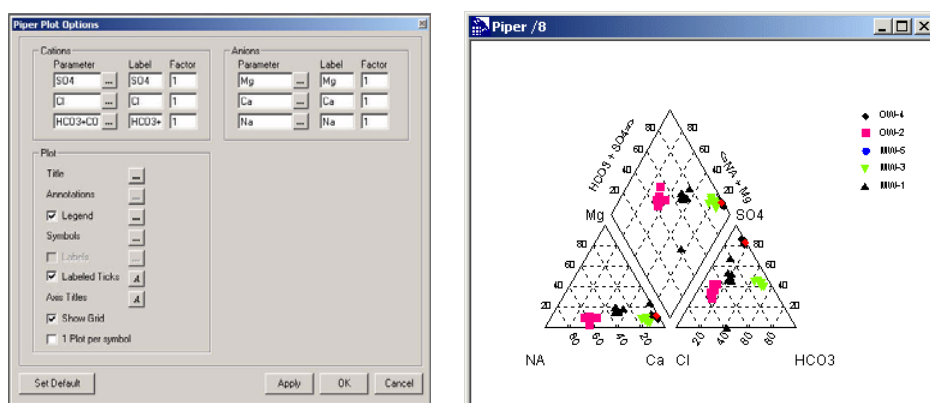 Piper Plot Options
Cations
Parameter Label Factor
SO4 ... SO4 1
Cl ... Cl 1
HCO3+CO ... HCO3+ 1
Anions
Parameter Label Factor
Mg ... Mg 1
Ca ... Ca 1
Na ... Na 1
Plot
Title ...
Annotations ...
Legend ...
Symbols ...
Labels ...
Labeled Ticks A
Axis Titles A
Show Grid
1 Plot per symbol
Set Default Apply OK Cancel
Piper /8
OW-4
OW-2
MW-5
MW-3
MW-1
80 80
60 60
40 40
20 20
HCO3 + SO4=>
<=NA + Mg
Mg SO4
80 80
60 60
40 40
20 20
80 60 40 20 20 40 60 80
NA Ca Cl HCO3